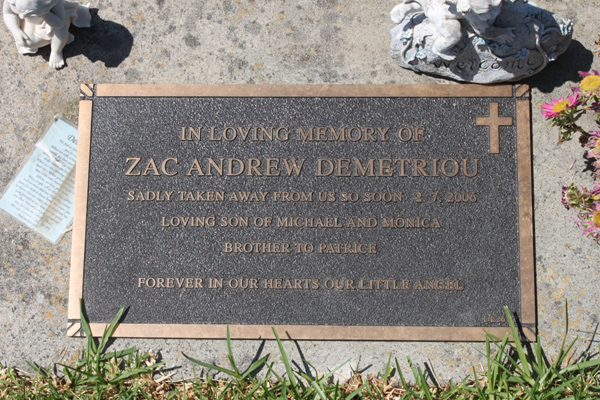 IN LOVING MEMORY OF
ZAC ANDREW DEMETRIOU
SADLY TAKEN AWAY FROM US SO SOON 2. 7. 2006
LOVING SON OF MICHAEL AND MONICA
BROTHER TO PATRICE
FOREVER IN OUR HEARTS OUR LITTLE ANGEL